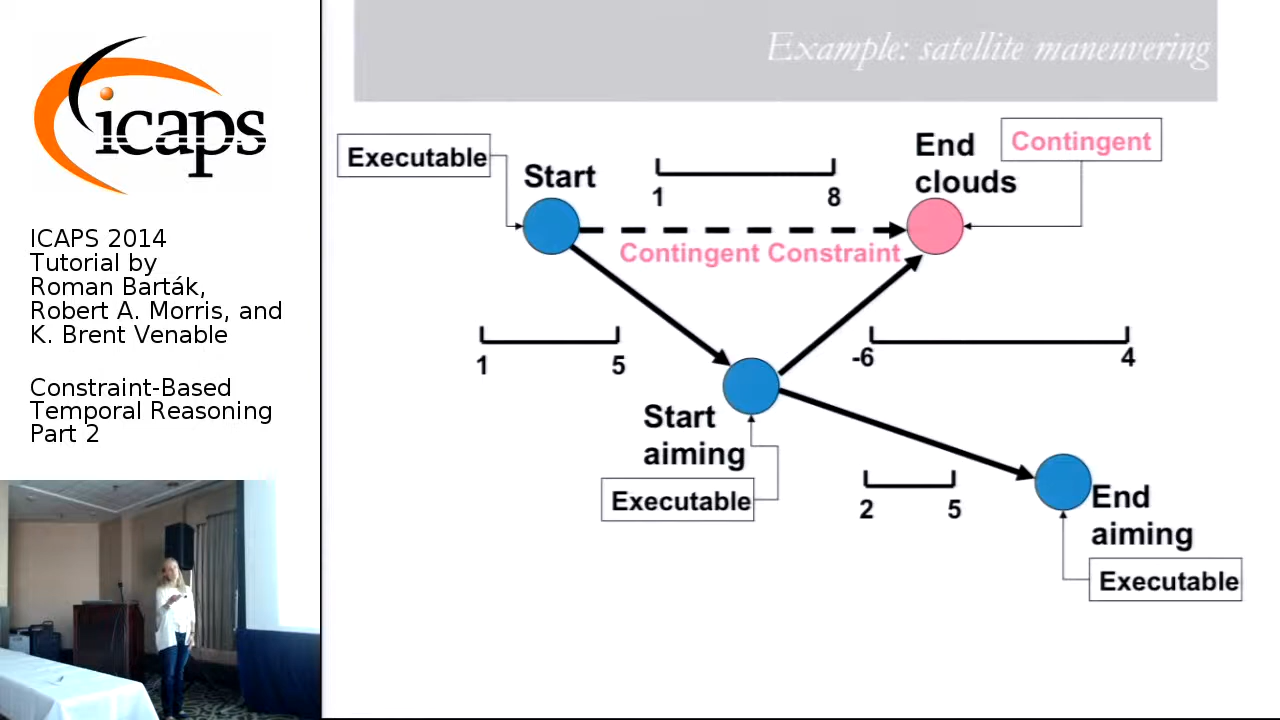 icaps
ICAPS 2014
Tutorial by
Roman Barták,
Robert A. Morris, and
K. Brent Venable
Constraint-Based
Temporal Reasoning
Part 2
Example: satellite maneuvering
Executable
Start
1
8
End
clouds
Contingent
Contingent Constraint
1
5
-6
4
Start
aiming
Executable
2
5
End
aiming
Executable